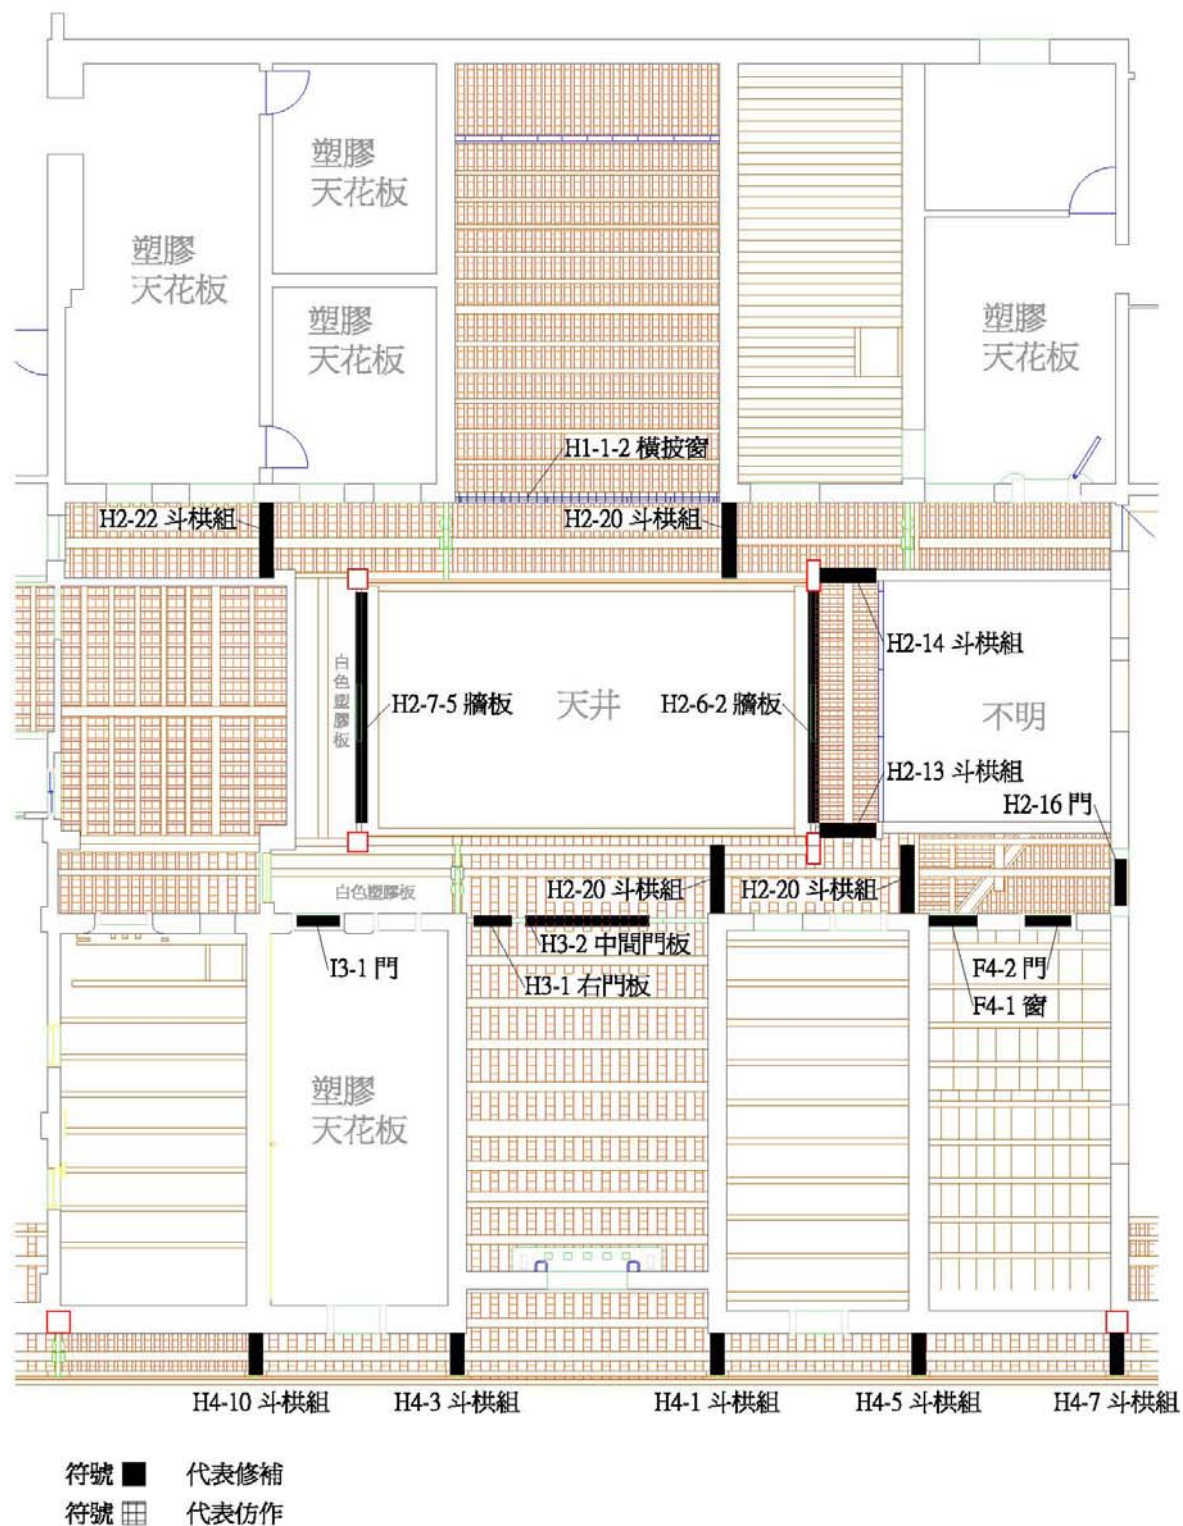 塑膠
天花板
塑膠
天花板
塑膠
天花板
塑膠
天花板
H1-1-2 橫披窗
H2-22 斗栱組
H2-20 斗栱組
H2-14 斗栱組
白色塑膠板
H2-7-5 牆板
天井
H2-6-2 牆板
不明
H2-13 斗栱組
H2-16 門
白色塑膠板
H2-20 斗栱組
H2-20 斗栱組
I3-1 門
H3-2 中間門板
H3-1 右門板
F4-2 門
F4-1 窗
塑膠
天花板
H4-10 斗栱組
H4-3 斗栱組
H4-1 斗栱組
H4-5 斗栱組
H4-7 斗栱組
符號 代表修補
符號 代表仿作